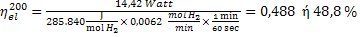 η_el^200 = 14,42 Watt / (285.840 J/mol H₂ × 0,0062 mol H₂/min × 1 min/60 sec) = 0,488 ή 48,8 %